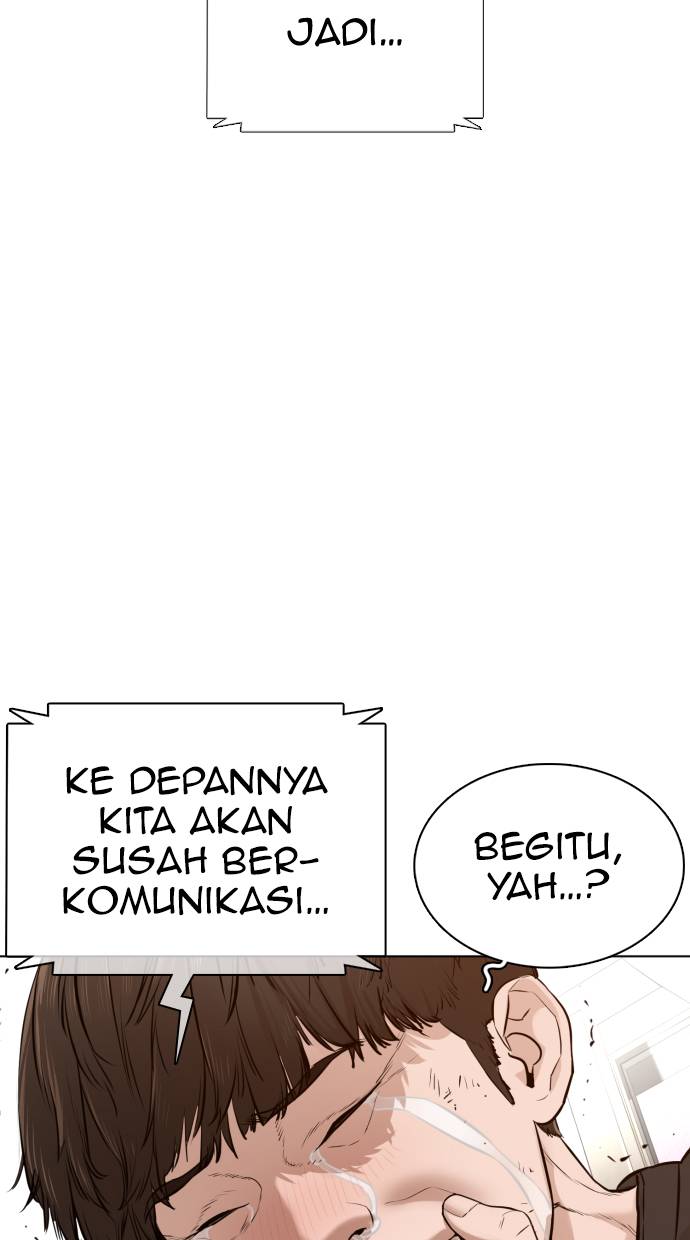 JADI...
KE DEPANNYA
KITA AKAN
SUSAH BER-
KOMUNIKASI...
BEGITU,
YAH...?